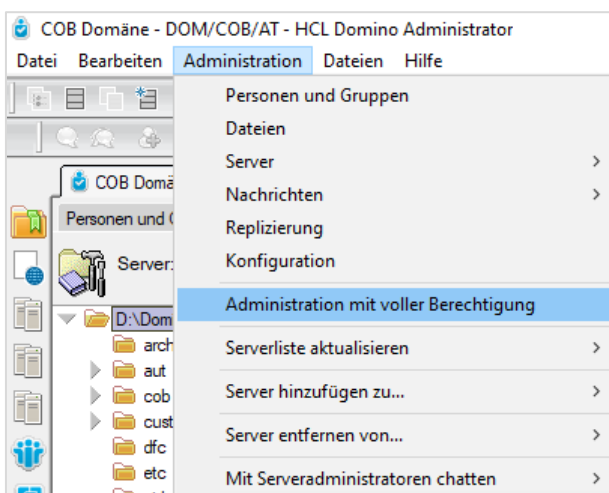 COB Domäne - DOM/COB/AT - HCL Domino Administrator
Datei Bearbeiten Administration Dateien Hilfe
Personen und Gruppen
Dateien
Server
Nachrichten
Replizierung
Konfiguration
Administration mit voller Berechtigung
Serverliste aktualisieren
Server hinzufügen zu...
Server entfernen von...
Mit Serveradministratoren chatten
COB Domä
Personen und
Server:
D:\Dom
arch
aut
cob
cust
dfc
etc